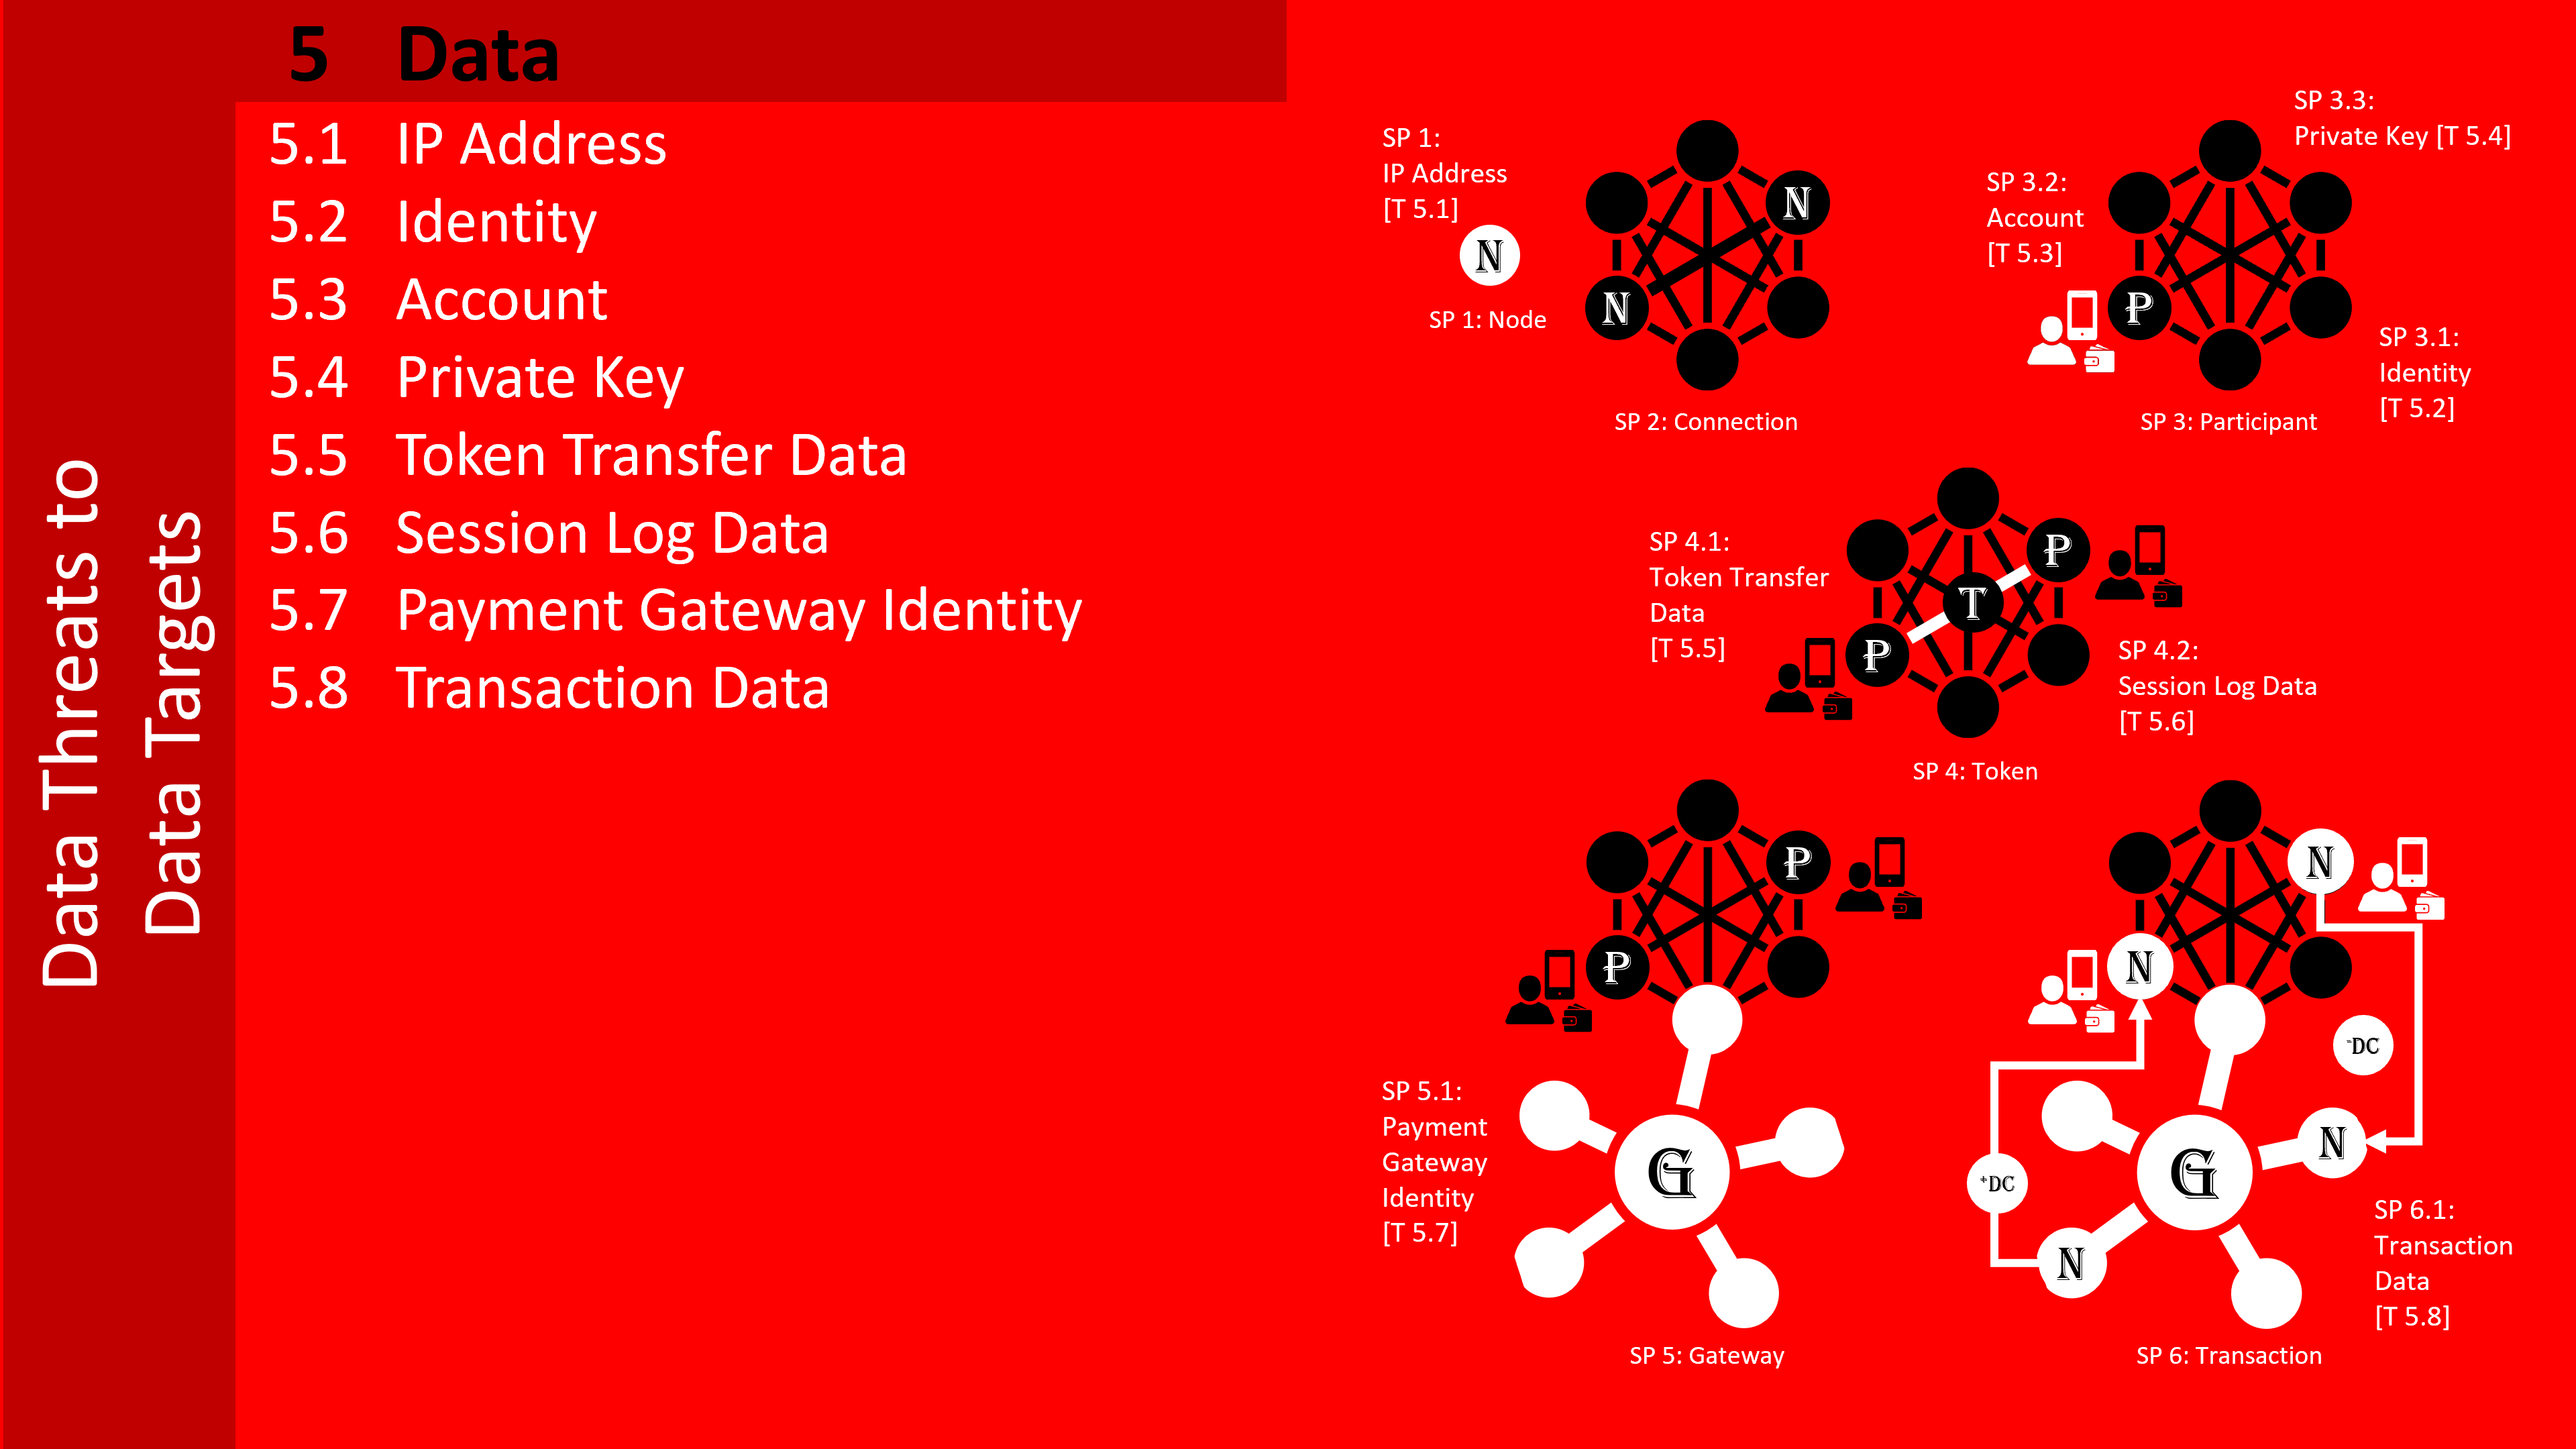 Data Threats to
Data Targets
5 Data
5.1 IP Address
5.2 Identity
5.3 Account
5.4 Private Key
5.5 Token Transfer Data
5.6 Session Log Data
5.7 Payment Gateway Identity
5.8 Transaction Data
SP 1:
IP Address
[T 5.1]
N
SP 1: Node
N
N
SP 2: Connection
SP 3.3:
Private Key [T 5.4]
SP 3.2:
Account
[T 5.3]
P
SP 3.1:
Identity
[T 5.2]
SP 3: Participant
SP 4.1:
Token Transfer
Data
[T 5.5]
P
T
P
SP 4.2:
Session Log Data
[T 5.6]
SP 4: Token
P
P
SP 5.1:
Payment
Gateway
Identity
[T 5.7]
G
SP 5: Gateway
N
N
-DC
N
+DC
G
N
SP 6.1:
Transaction
Data
[T 5.8]
SP 6: Transaction